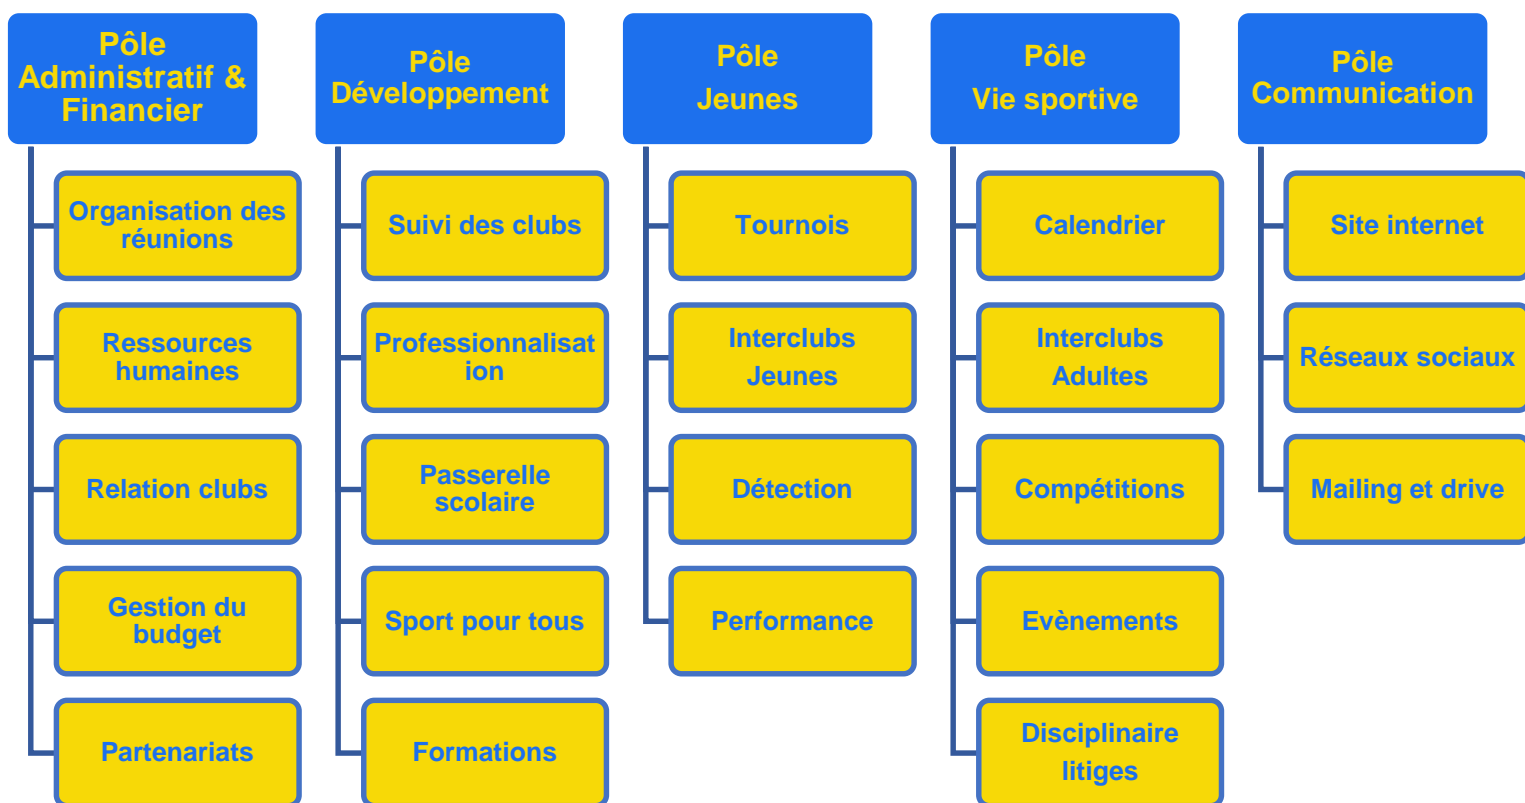 Pôle
Administratif &
Financier
Organisation des
réunions
Ressources
humaines
Relation clubs
Gestion du
budget
Partenariats
Pôle
Développement
Suivi des clubs
Professionnalisat
ion
Passerelle
scolaire
Sport pour tous
Formations
Pôle
Jeunes
Tournois
Interclubs
Jeunes
Détection
Performance
Pôle
Vie sportive
Calendrier
Interclubs
Adultes
Compétitions
Evènements
Disciplinaire
litiges
Pôle
Communication
Site internet
Réseaux sociaux
Mailing et drive